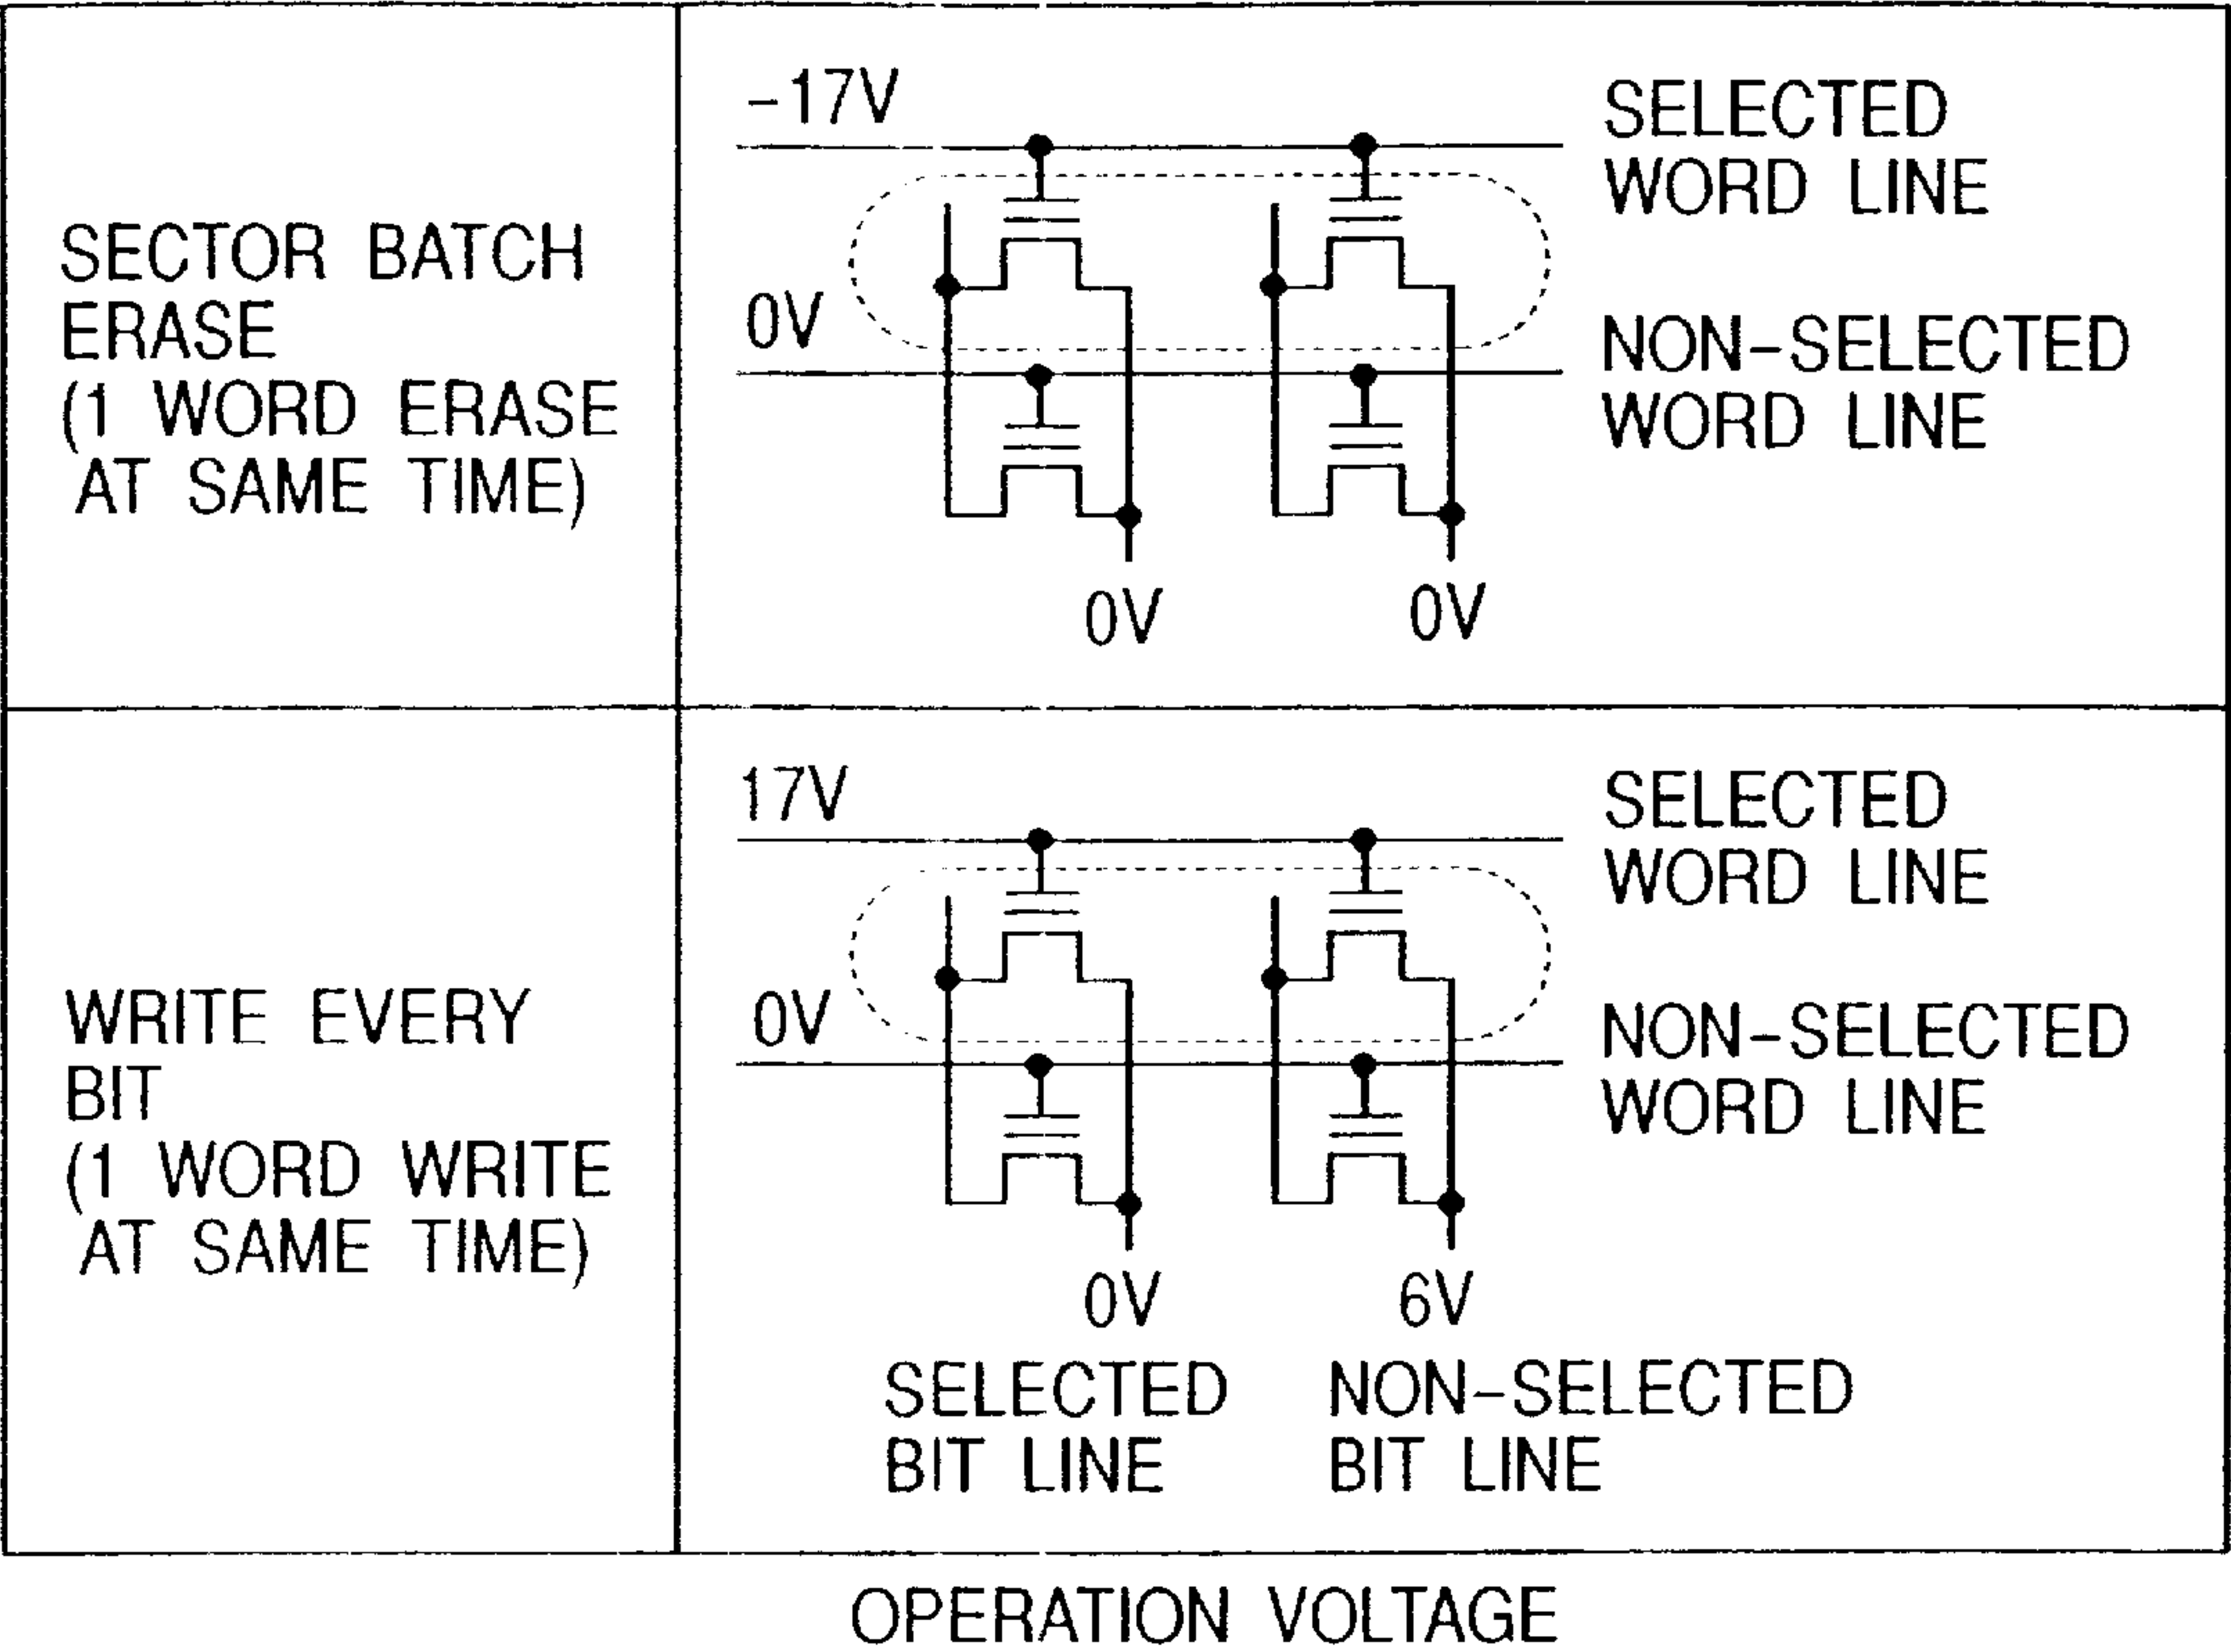 SECTOR BATCH
ERASE
(1 WORD ERASE
AT SAME TIME)
-17V
SELECTED
WORD LINE
0V
NON-SELECTED
WORD LINE
0V
0V
WRITE EVERY
BIT
(1 WORD WRITE
AT SAME TIME)
17V
SELECTED
WORD LINE
0V
NON-SELECTED
WORD LINE
0V
6V
SELECTED
BIT LINE
NON-SELECTED
BIT LINE
OPERATION VOLTAGE